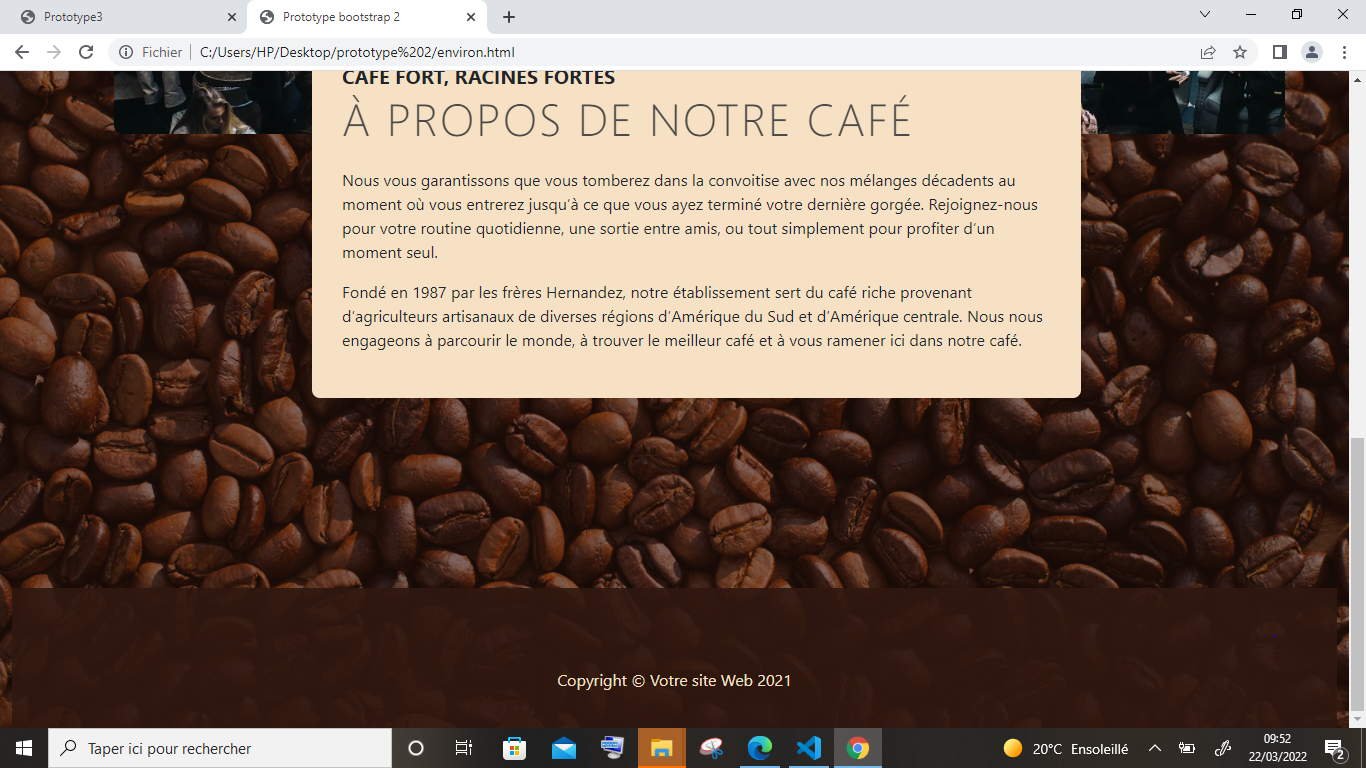 Prototype3
Prototype bootstrap 2
Fichier
C:/Users/HP/Desktop/prototype%202/environ.html
CAFÉ FORT, RACINES FORTES
À PROPOS DE NOTRE CAFÉ
Nous vous garantissons que vous tomberez dans la convoitise avec nos mélanges décadents au
moment où vous entrerez jusqu'à ce que vous ayez terminé votre dernière gorgée. Rejoignez-nous
pour votre routine quotidienne, une sortie entre amis, ou tout simplement pour profiter d'un
moment seul.
Fondé en 1987 par les frères Hernandez, notre établissement sert du café riche provenant
d'agriculteurs artisanaux de diverses régions d'Amérique du Sud et d'Amérique centrale. Nous nous
engageons à parcourir le monde, à trouver le meilleur café et à vous ramener ici dans notre café.
Copyright © Votre site Web 2021
Taper ici pour rechercher
20°C Ensoleillé
09:52
22/03/2022
2